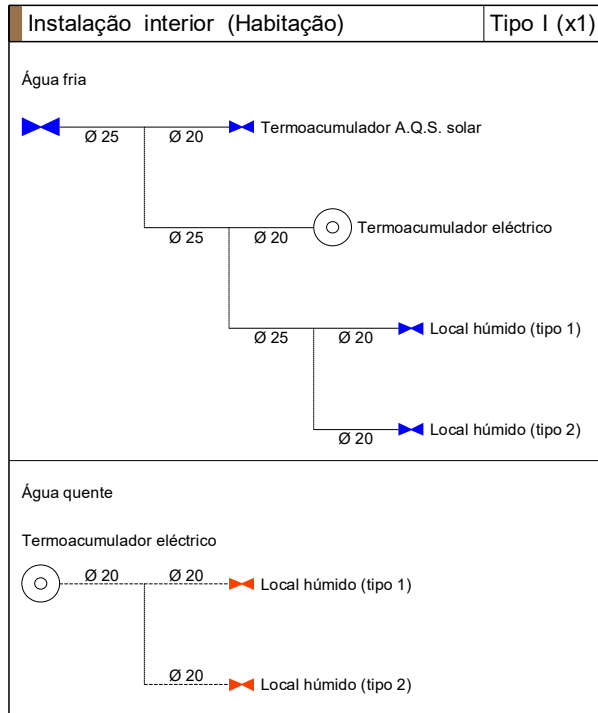 Instalação interior (Habitação) Tipo I (x1)
Água fria
Ø 25 Ø 20 Termoacumulador A.Q.S. solar
Ø 25 Ø 20 Termoacumulador eléctrico
Ø 25 Ø 20 Local húmido (tipo 1)
Ø 20 Local húmido (tipo 2)
Água quente
Termoacumulador eléctrico
Ø 20 Ø 20 Local húmido (tipo 1)
Ø 20 Local húmido (tipo 2)